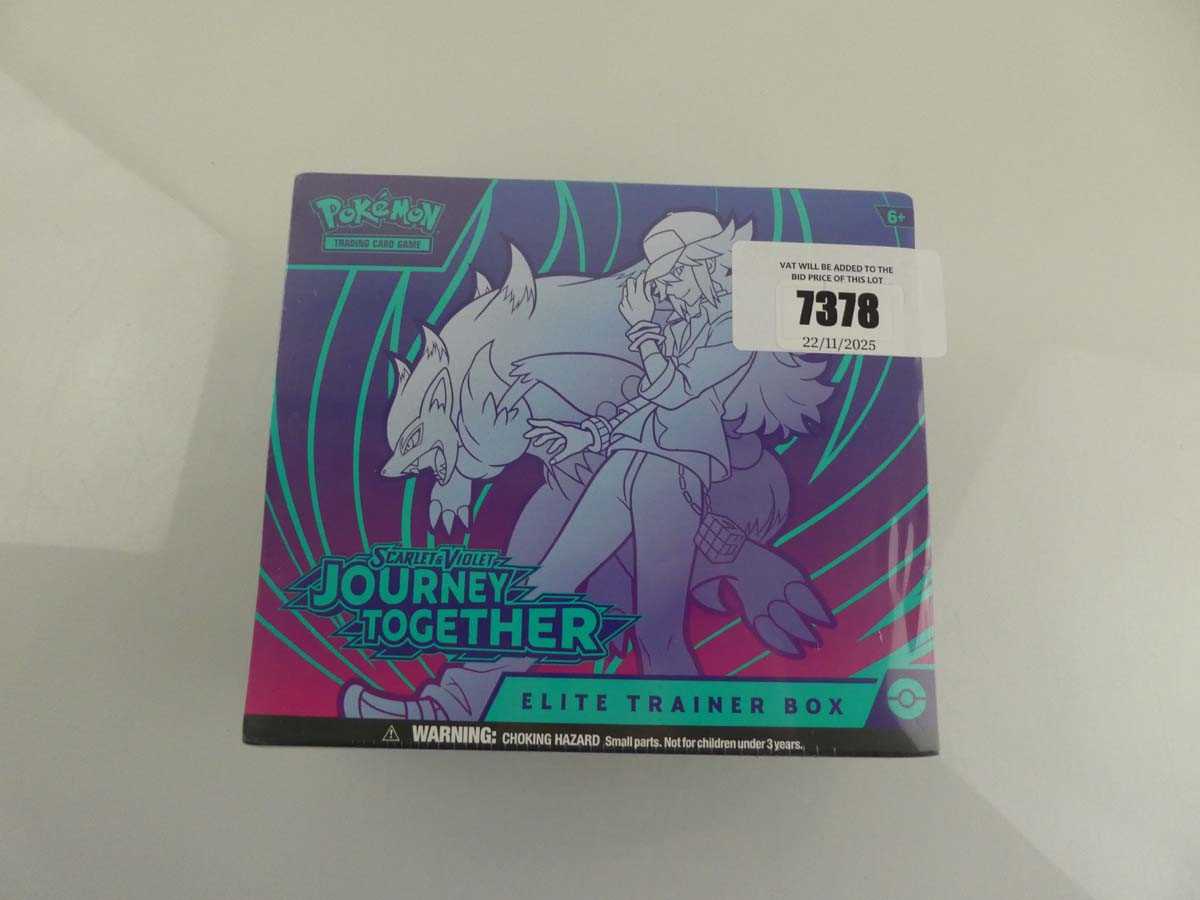 POKéMON
TRADING CARD GAME
6+
VAT WILL BE ADDED TO THE
BID PRICE OF THIS LOT
7378
22/11/2025
SCARLET & VIOLET
JOURNEY
TOGETHER
ELITE TRAINER BOX
WARNING: CHOKING HAZARD Small parts. Not for children under 3 years.